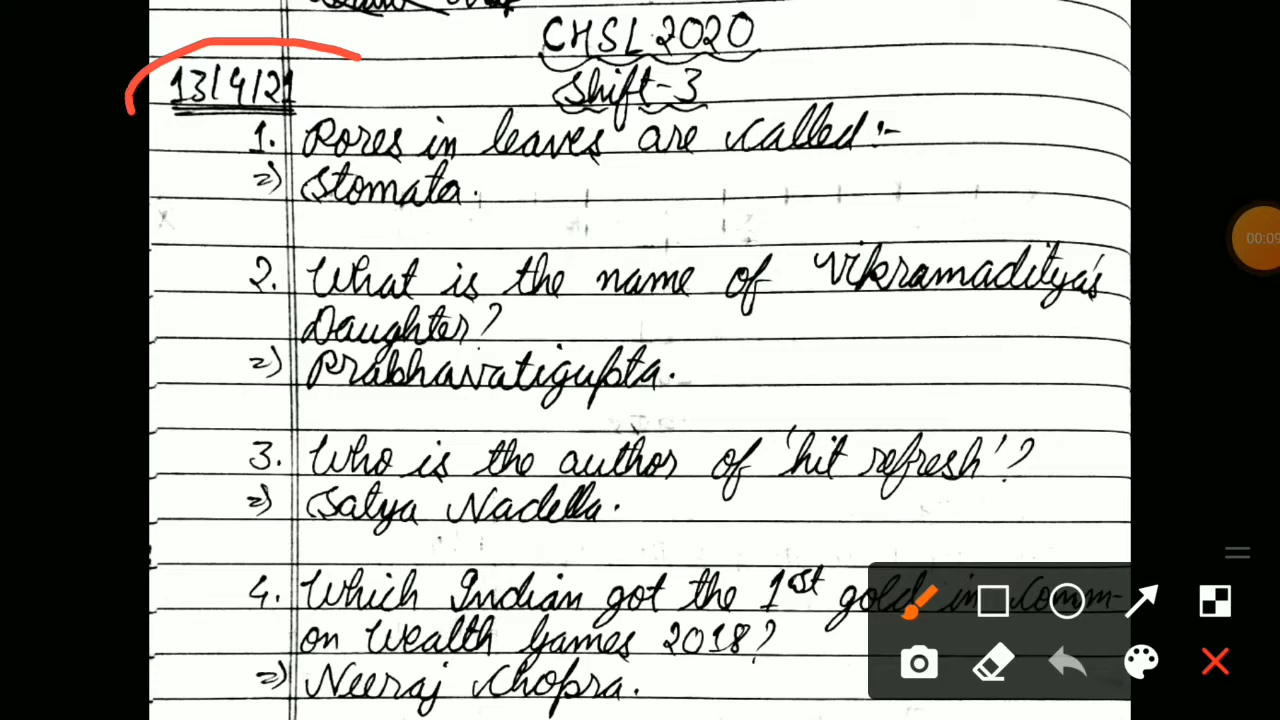 CHSL 2020
13/4/21
Shift-3
1. Pores in leaves are called :-
=) Stomata.
2. What is the name of Vikramaditya's
Daughter?
=) Prabhavatigupta.
3. Who is the author of 'hit refresh'?
=) Satya Nadella.
4. Which Indian got the 1st gold in Comm-
on Wealth Games 2018?
=) Neeraj Chopra.
00:09